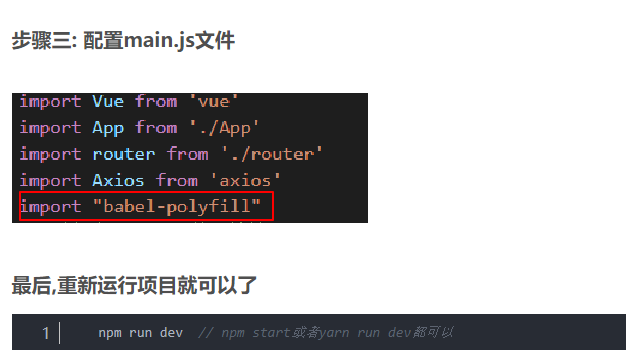 步骤三: 配置main.js文件
import Vue from 'vue'
import App from './App'
import router from './router'
import Axios from 'axios'
import "babel-polyfill"
最后,重新运行项目就可以了
1 npm run dev // npm start或者yarn run dev都可以